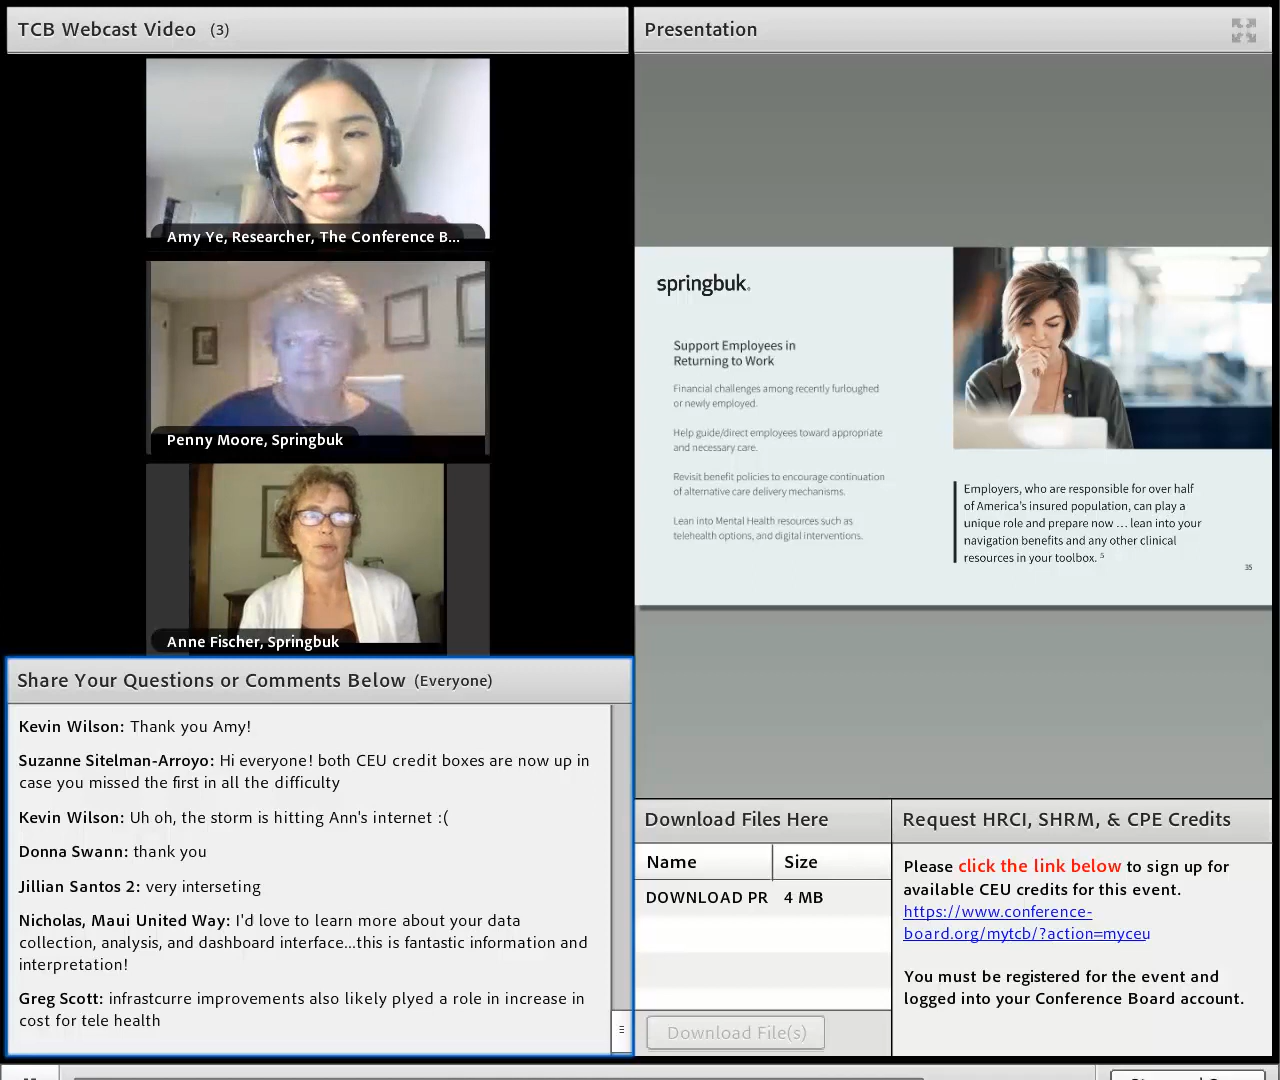 TCB Webcast Video (3)
Amy Ye, Researcher, The Conference B...
Penny Moore, Springbuk
Anne Fischer, Springbuk
Share Your Questions or Comments Below (Everyone)
Kevin Wilson: Thank you Amy!
Suzanne Sitelman-Arroyo: Hi everyone! both CEU credit boxes are now up in
case you missed the first in all the difficulty
Kevin Wilson: Uh oh, the storm is hitting Ann's internet :(
Donna Swann: thank you
Jillian Santos 2: very interseting
Nicholas, Maui United Way: I'd love to learn more about your data
collection, analysis, and dashboard interface...this is fantastic information and
interpretation!
Greg Scott: infrastcurre improvements also likely plyed a role in increase in
cost for tele health
Presentation
springbuk.
Support Employees in
Returning to Work
Financial challenges among recently furloughed
or newly employed.
Help guide/direct employees toward appropriate
and necessary care.
Revisit benefit policies to encourage continuation
of alternative care delivery mechanisms.
Lean into Mental Health resources such as
telehealth options, and digital interventions.
Employers, who are responsible for over half
of America's insured population, can play a
unique role and prepare now ... lean into your
navigation benefits and any other clinical
resources in your toolbox. 5
35
Download Files Here
Name Size
DOWNLOAD PR 4 MB
Download File(s)
Request HRCI, SHRM, & CPE Credits
Please click the link below to sign up for
available CEU credits for this event.
https://www.conference-
board.org/mytcb/?action=myceu
You must be registered for the event and
logged into your Conference Board account.